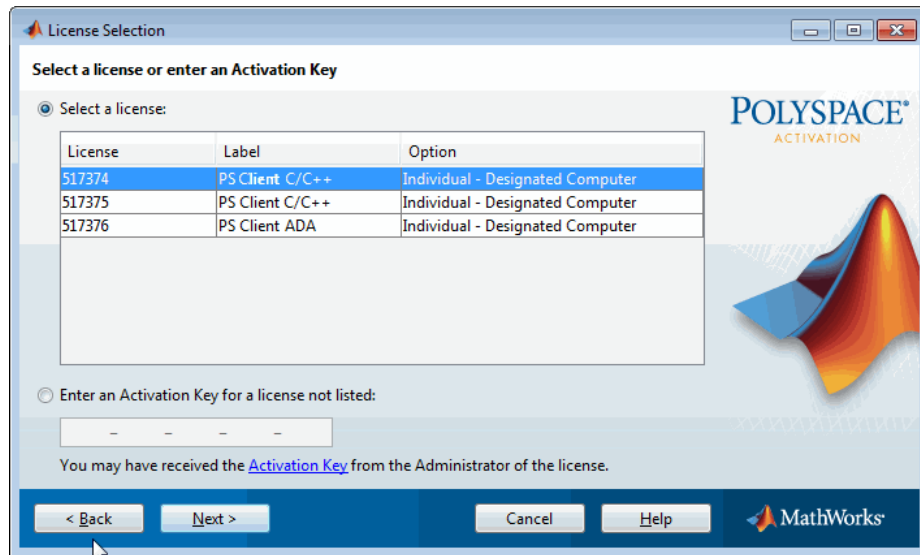 License Selection
Select a license or enter an Activation Key
Select a license:
POLYSPACE®
ACTIVATION
License Label Option
517374 PS Client C/C++ Individual - Designated Computer
517375 PS Client C/C++ Individual - Designated Computer
517376 PS Client ADA Individual - Designated Computer
Enter an Activation Key for a license not listed:
– – – –
You may have received the Activation Key from the Administrator of the license.
< Back Next > Cancel Help MathWorks®